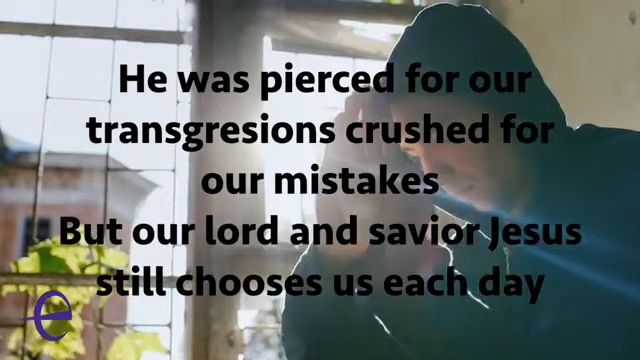 He was pierced for our
transgresions crushed for
our mistakes
But our lord and savior Jesus
still chooses us each day
e